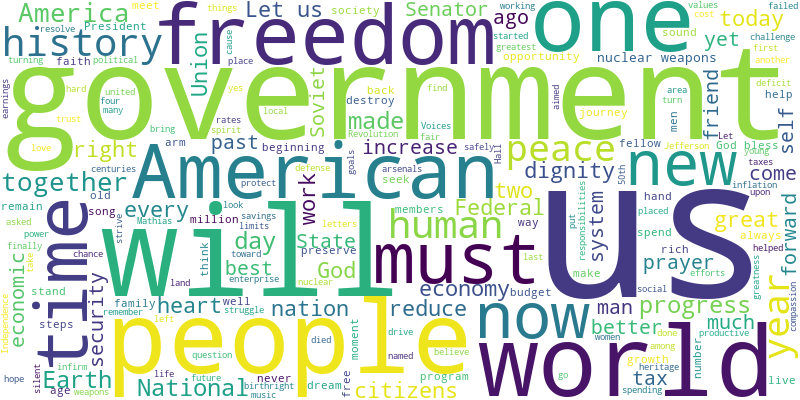 America
meet
things
Let us
society
Senator
working
values
cost
failed
President
freedom
ago
started
greatest
one
today
sound
challenge
resolve
cause
history
Union
yet
first
another
turning
political
faith
place
opportunity
nuclear weapons
earnings
government
hard
united
yes
Soviet
back
find
aimed
area
turn
deficit
help
four
many
local
destroy
journey
friend
trust
bring
rates
spirit
made
Revolution
Voices
fair
men
Let
Jefferson
God bless
self
love
right
arm
past
beginning
increase
safely
Hall
peace
fellow
young
taxes
centuries
American
goals
defense
arsenals
dignity
50th
new
inflation
upon
come
together
protect
seek
two
hand
remain
old
song
every
work
look
savings
limits
members
Federal
responsibilities
put
system
placed
helped
great
asked
power
strive
Mathias
million
letters
human
way
spend
rich
always
forward
finally
take
chance
will
day
State
preserve
us
time
think
toward
best
God
must
last
make
prayer
efforts
greatness
Independence
economic
stand
security
land
enterprise
nuclear
economy
budget
social
compassion
family
well
heart
nation
reduce
now
man
progress
year
steps
remember
struggle
died
drive
women
better
much
done
among
productive
silent
people
left
question
named
believe
growth
number
heritage
hope
infirm
Earth
life
never
moment
program
world
tax
live
age
weapons
National
future
birthright
music
dream
free
citizens
go
spending